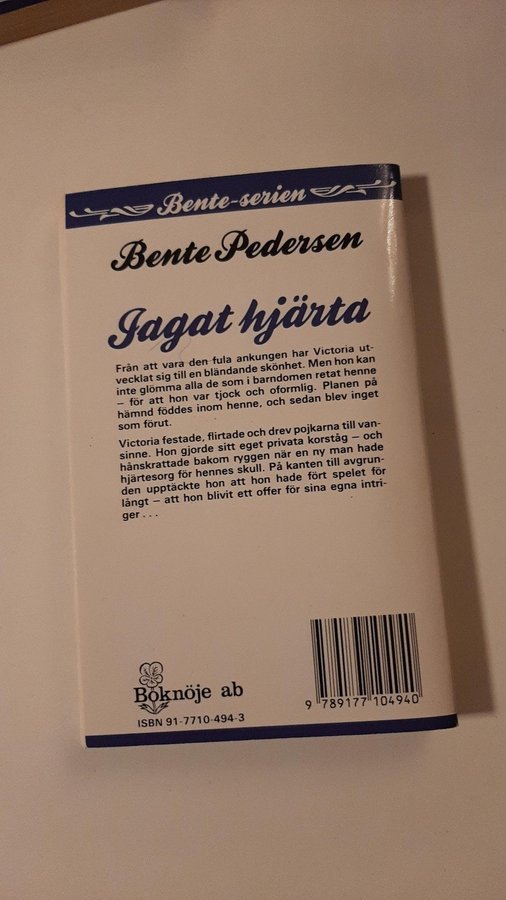 Bente-serien
Bente Pedersen
Jagat hjärta
Från att vara den fula ankungen har Victoria ut-
vecklat sig till en bländande skönhet. Men hon kan
inte glömma alla de som i barndomen retat henne
– för att hon var tjock och oformlig. Planen på
hämnd föddes inom henne, och sedan blev inget
som förut.
Victoria festade, flirtade och drev pojkarna till van-
sinne. Hon gjorde sitt eget privata korståg – och
hånskrattade bakom ryggen när en ny man hade
hjärtesorg för hennes skull. På kanten till avgrun-
den upptäckte hon att hon hade fört spelet för
långt – att hon blivit ett offer för sina egna intri-
ger . . .
Boknöje ab
ISBN 91-7710-494-3
9 789177 104940